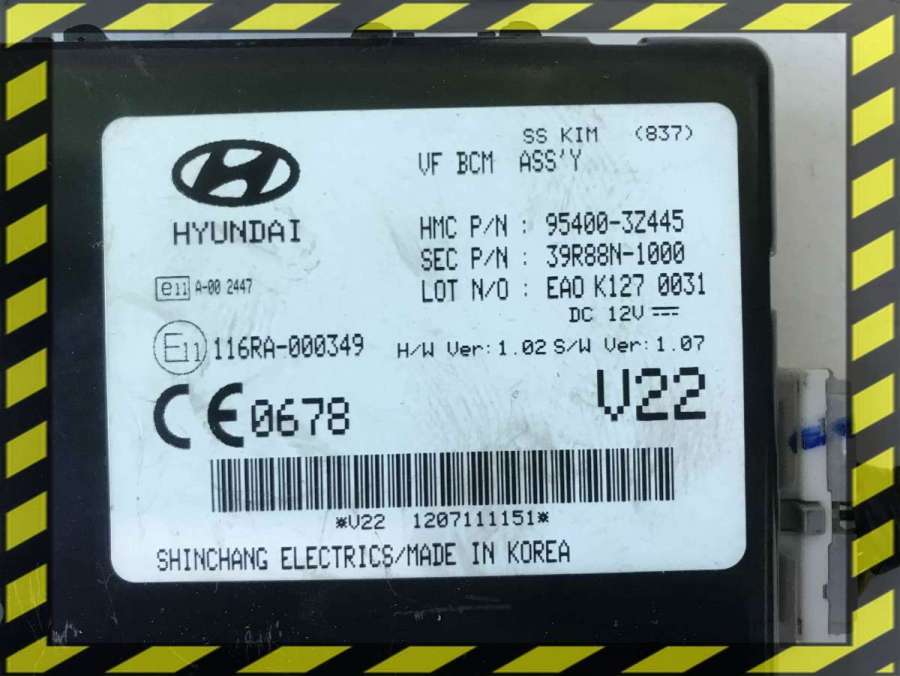 SS KIM (837)
VF BCM ASS'Y
HYUNDAI
HMC P/N : 95400-3Z445
SEC P/N : 39R88N-1000
LOT N/O : EAO K127 0031
e11 A-00 2447
DC 12V
E11 116RA-000349
H/W Ver: 1.02 S/W Ver: 1.07
CE 0678
V22
*V22 1207111151*
SHINCHANG ELECTRICS/MADE IN KOREA